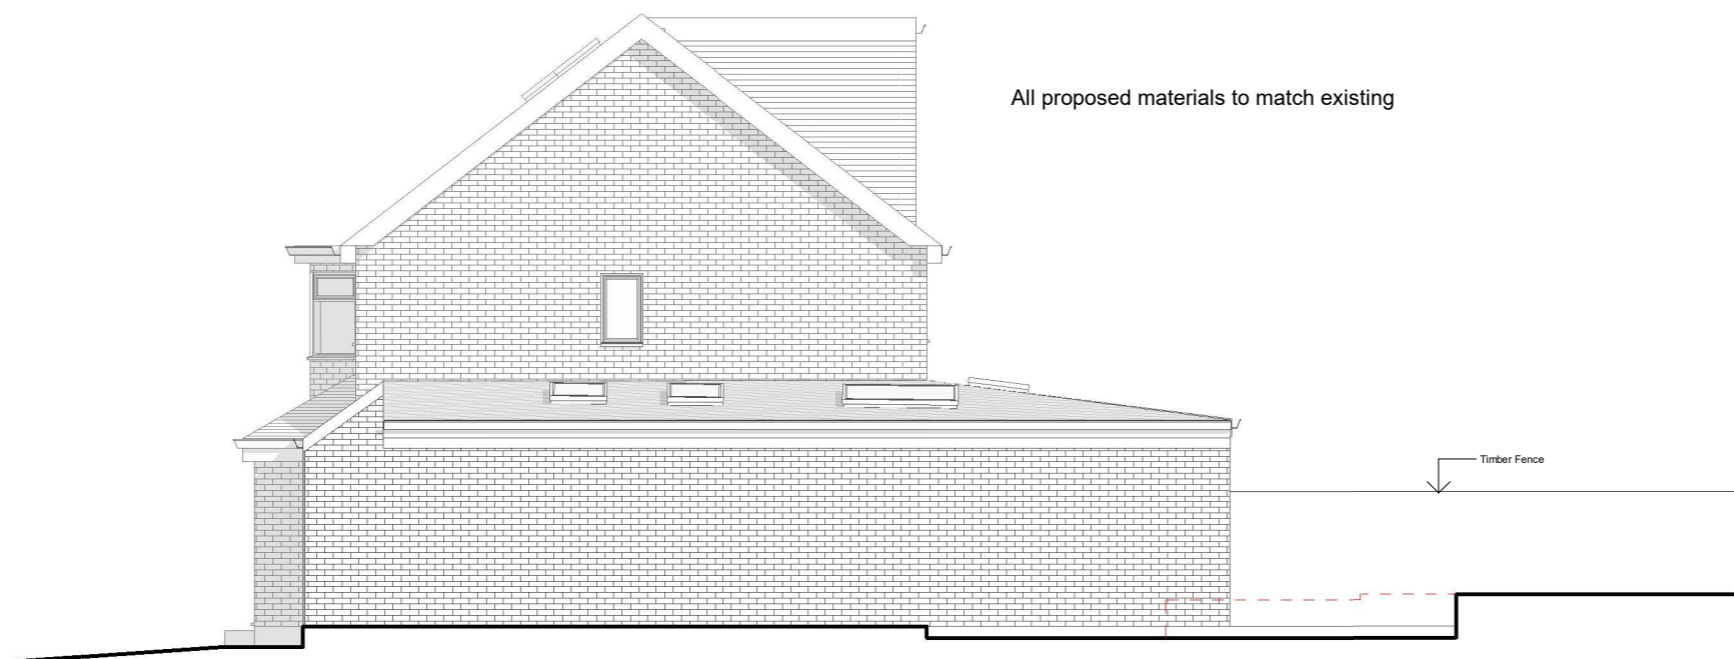 All proposed materials to match existing
Timber Fence